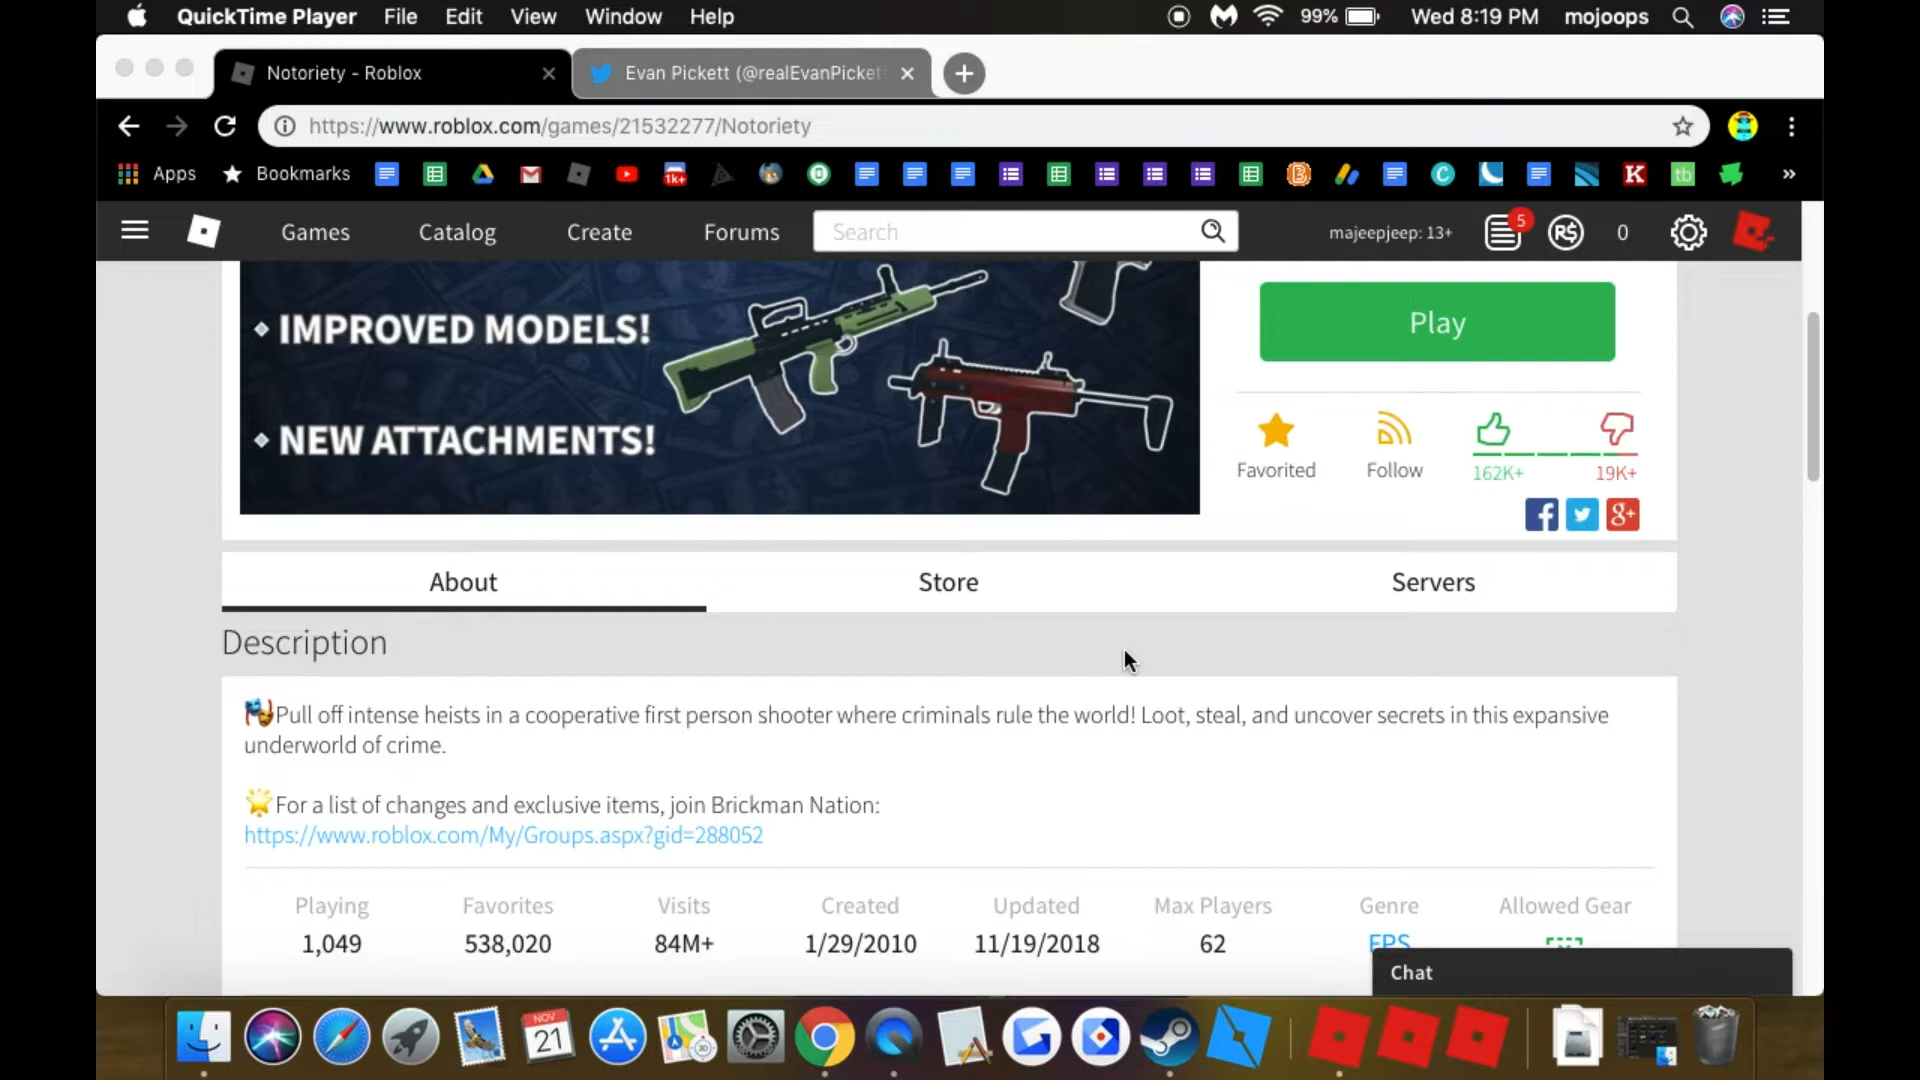 QuickTime Player File Edit View Window Help 99% Wed 8:19 PM mojoops
Notoriety - Roblox Evan Pickett (@realEvanPickett
https://www.roblox.com/games/21532277/Notoriety
Apps Bookmarks 1k+ B C K tb »
Games Catalog Create Forums Search majeepjeep: 13+ 5 R$ 0
IMPROVED MODELS!
NEW ATTACHMENTS!
Play
Favorited Follow 162K+ 19K+
f g+
About Store Servers
Description
Pull off intense heists in a cooperative first person shooter where criminals rule the world! Loot, steal, and uncover secrets in this expansive
underworld of crime.
For a list of changes and exclusive items, join Brickman Nation:
https://www.roblox.com/My/Groups.aspx?gid=288052
Playing Favorites Visits Created Updated Max Players Genre Allowed Gear
1,049 538,020 84M+ 1/29/2010 11/19/2018 62 FPS
Chat
NOV
21